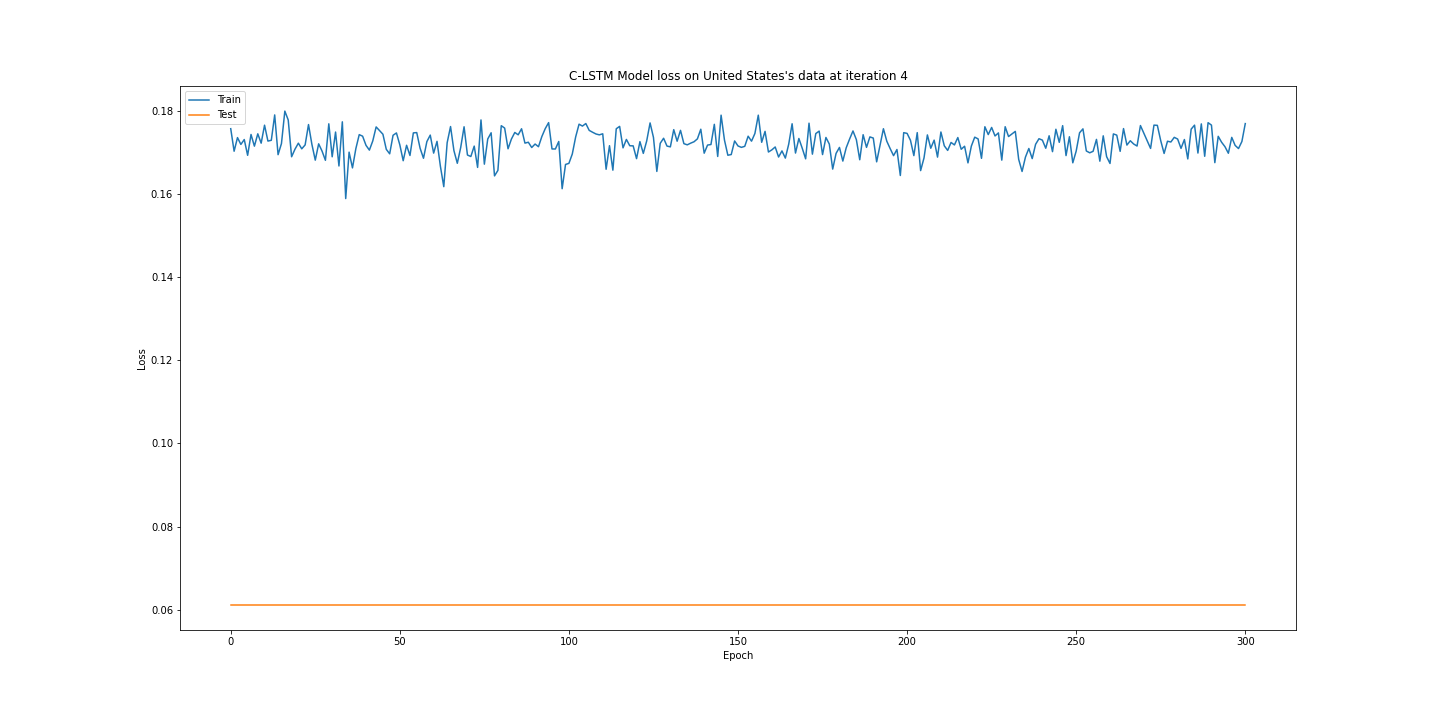 C-LSTM Model loss on United States's data at iteration 4
Train
Test
0.18
0.16
0.14
0.12
0.10
0.08
0.06
Loss
0
50
100
150
200
250
300
Epoch